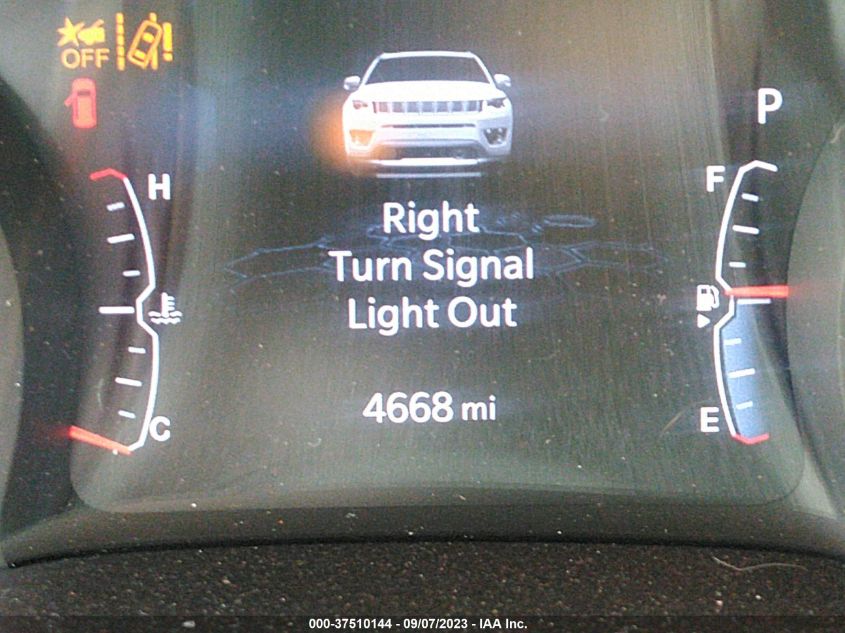 OFF
P
H
F
Right
Turn Signal
Light Out
4668 mi
C
E
000-37510144 - 09/07/2023 - IAA Inc.